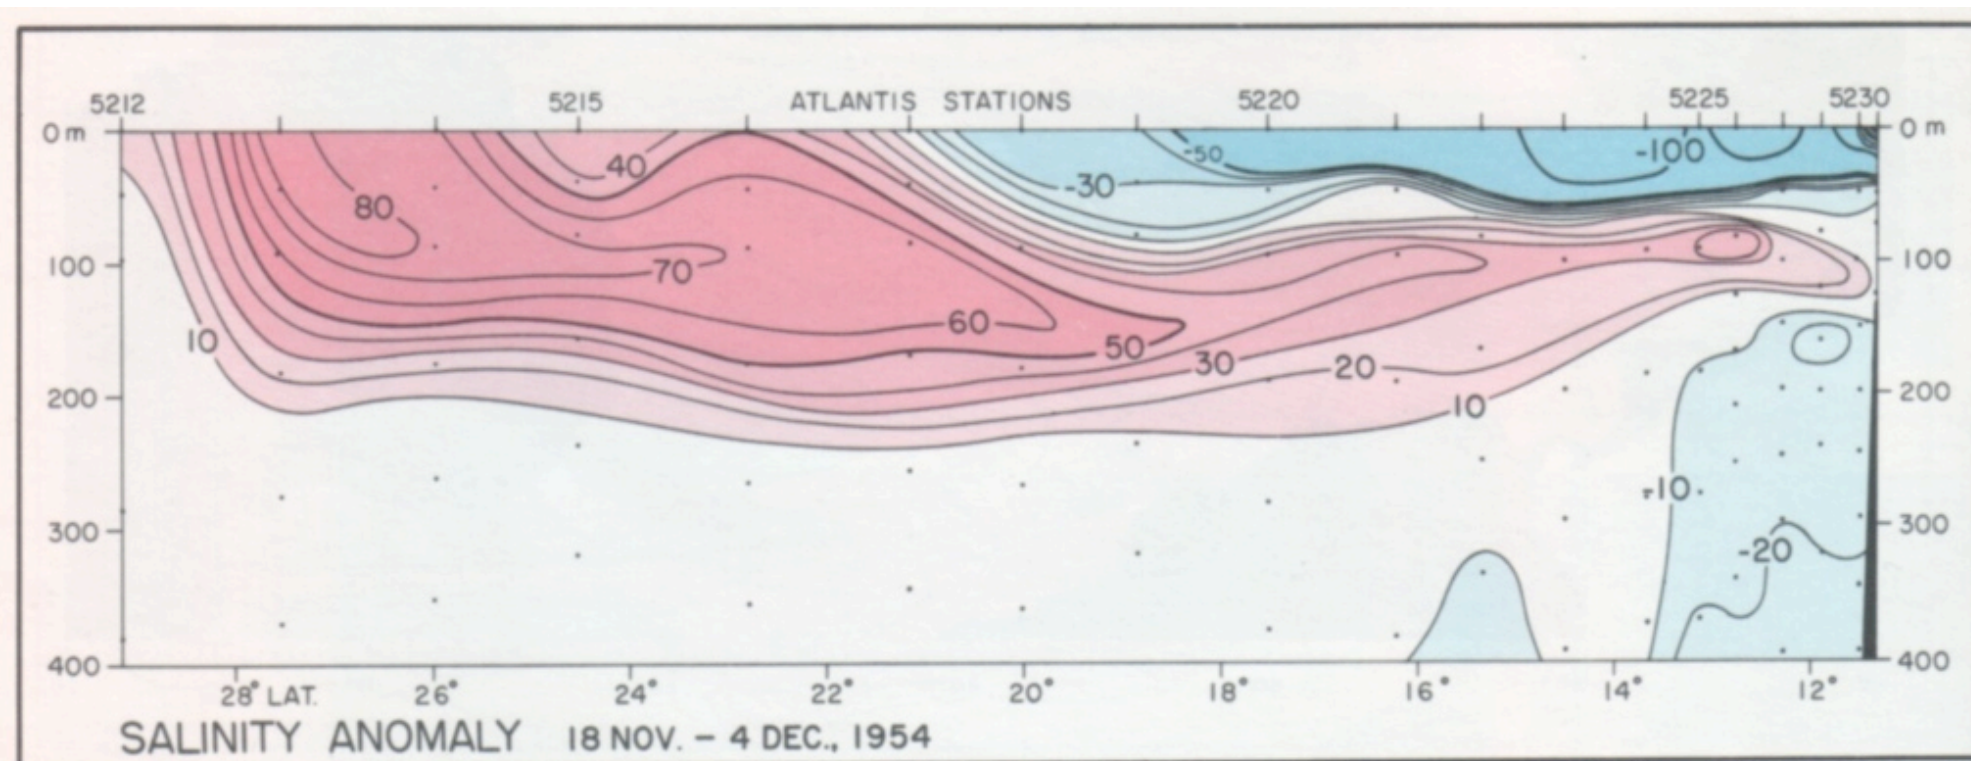 5212 5215 ATLANTIS STATIONS 5220 5225 5230
0 m 0 m
-50 -100
40
-30
80
100 70 100
60
10 50
30 20
200 10 200
-10
300 300
-20
400 400
28° LAT. 26° 24° 22° 20° 18° 16° 14° 12°
SALINITY ANOMALY 18 NOV. – 4 DEC., 1954